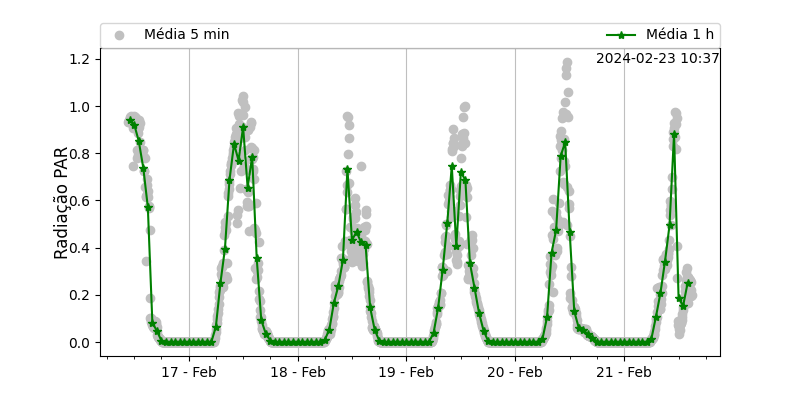 Média 5 min
Média 1 h
2024-02-23 10:37
Radiação PAR
1.2
1.0
0.8
0.6
0.4
0.2
0.0
17 - Feb
18 - Feb
19 - Feb
20 - Feb
21 - Feb